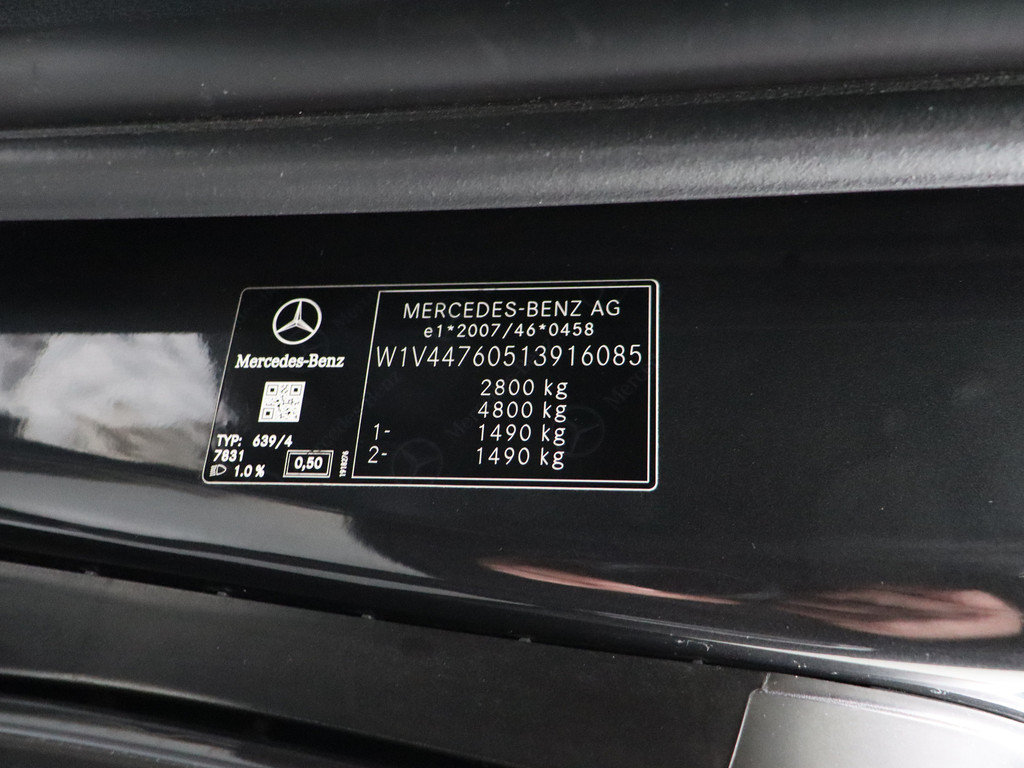 Mercedes-Benz
TYP: 639/4
7831
1.0 %
0,50
1918276
MERCEDES-BENZ AG
e1*2007/46*0458
W1V44760513916085
2800 kg
4800 kg
1- 1490 kg
2- 1490 kg